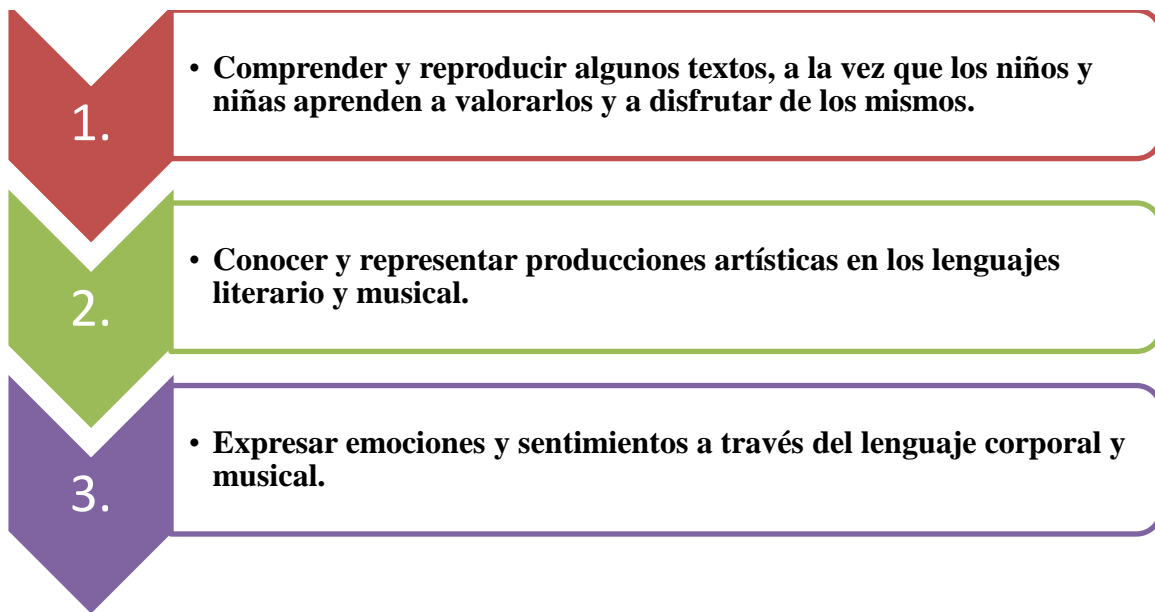 1.
• Comprender y reproducir algunos textos, a la vez que los niños y
niñas aprenden a valorarlos y a disfrutar de los mismos.
2.
• Conocer y representar producciones artísticas en los lenguajes
literario y musical.
3.
• Expresar emociones y sentimientos a través del lenguaje corporal y
musical.